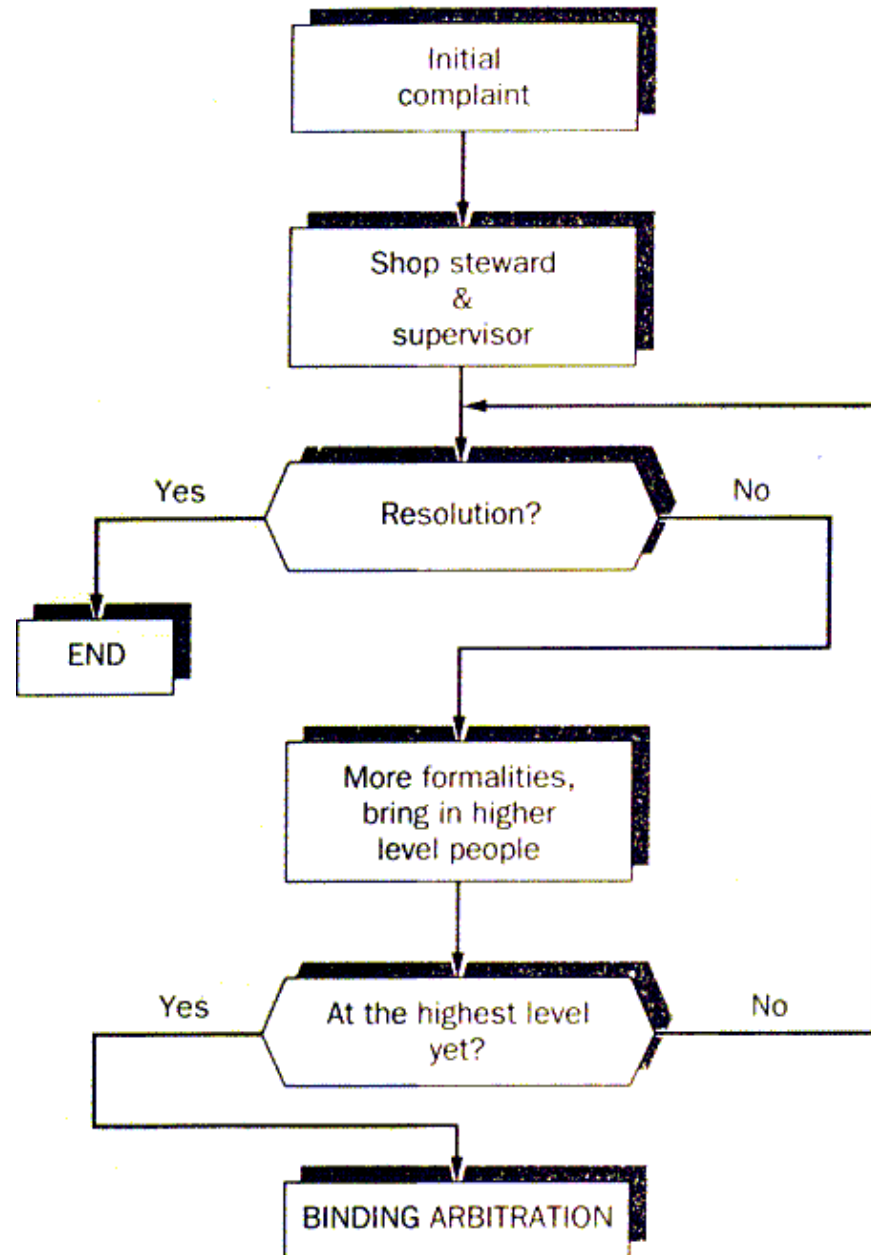 Initial
complaint
Shop steward
&
supervisor
Yes
Resolution?
No
END
More formalities,
bring in higher
level people
Yes
At the highest level
yet?
No
BINDING ARBITRATION